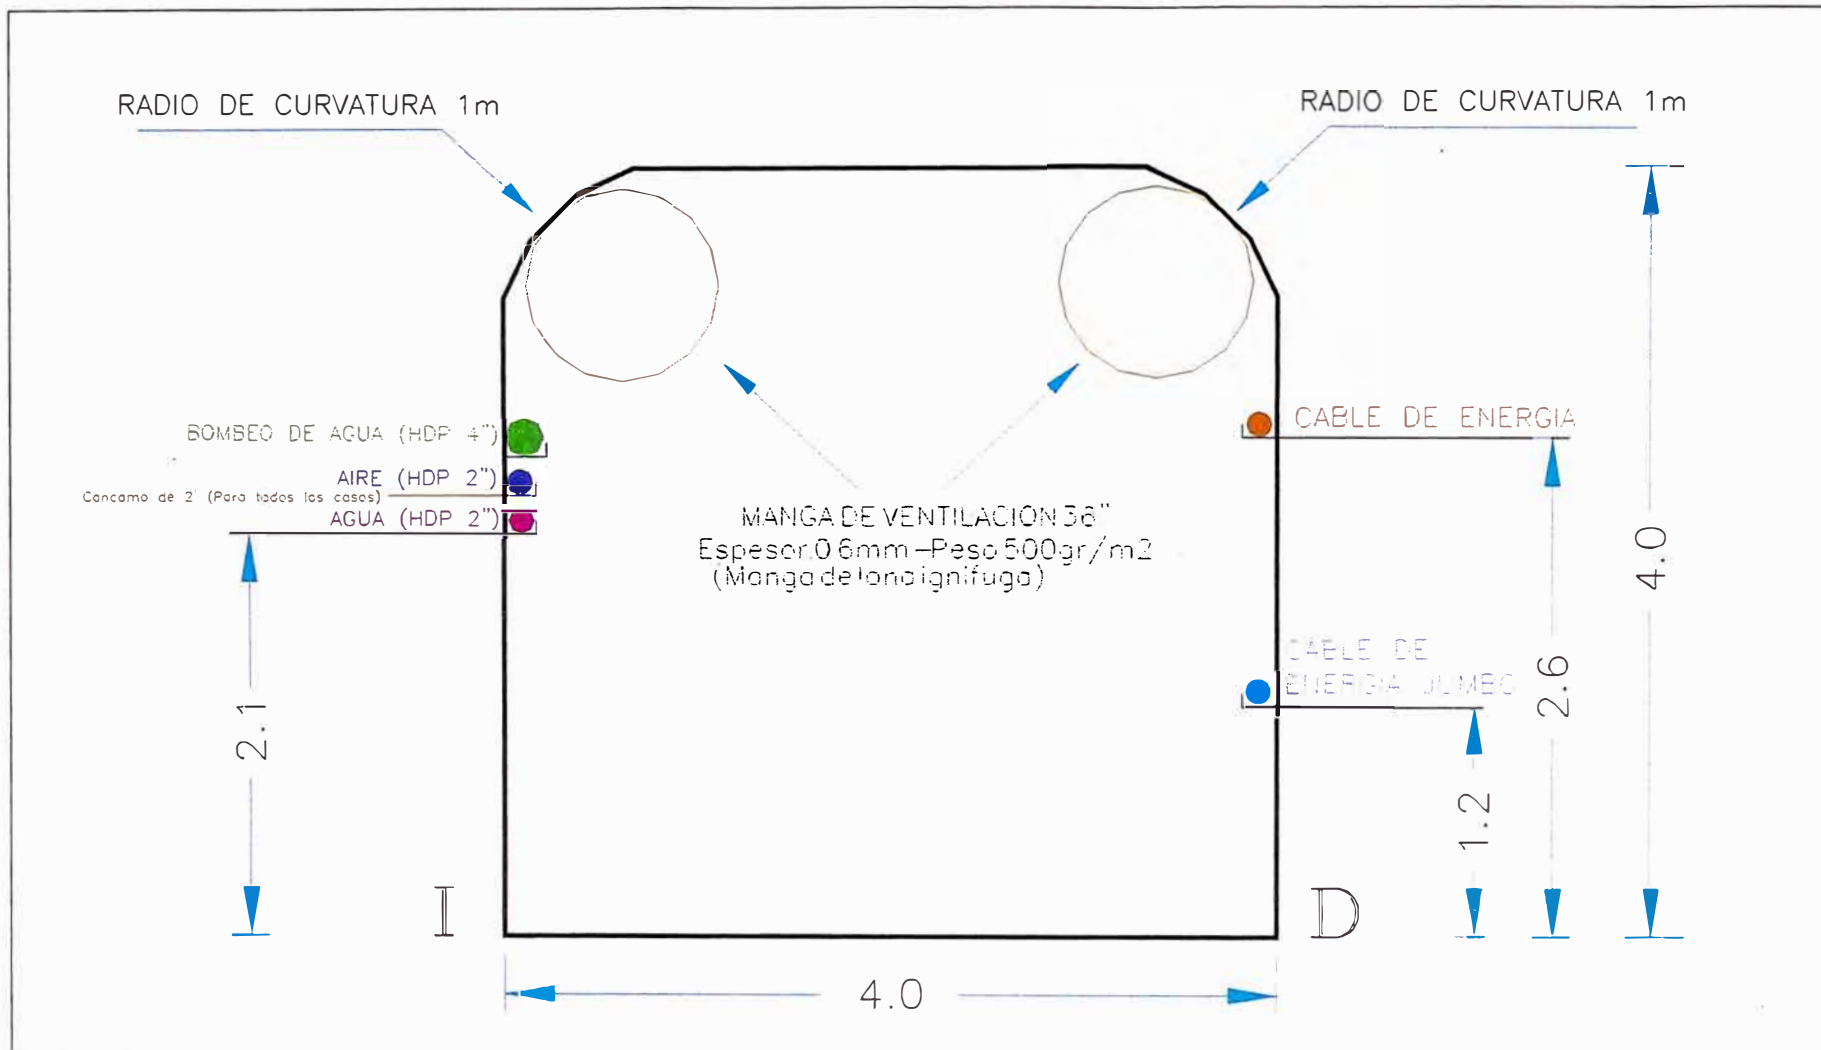 RADIO DE CURVATURA 1m
RADIO DE CURVATURA 1m
BOMBEO DE AGUA (HDP 4")
AIRE (HDP 2")
Cancamo de 2' (Para todos los casos)
AGUA (HDP 2")
2.1
MANGA DE VENTILACION 36"
Espesor 0.6mm-Peso 500gr/m2
(Manga de lona ignifuga)
CABLE DE ENERGIA
CABLE DE
ENERGIA JUMBO
4.0
2.6
1.2
I
D
4.0